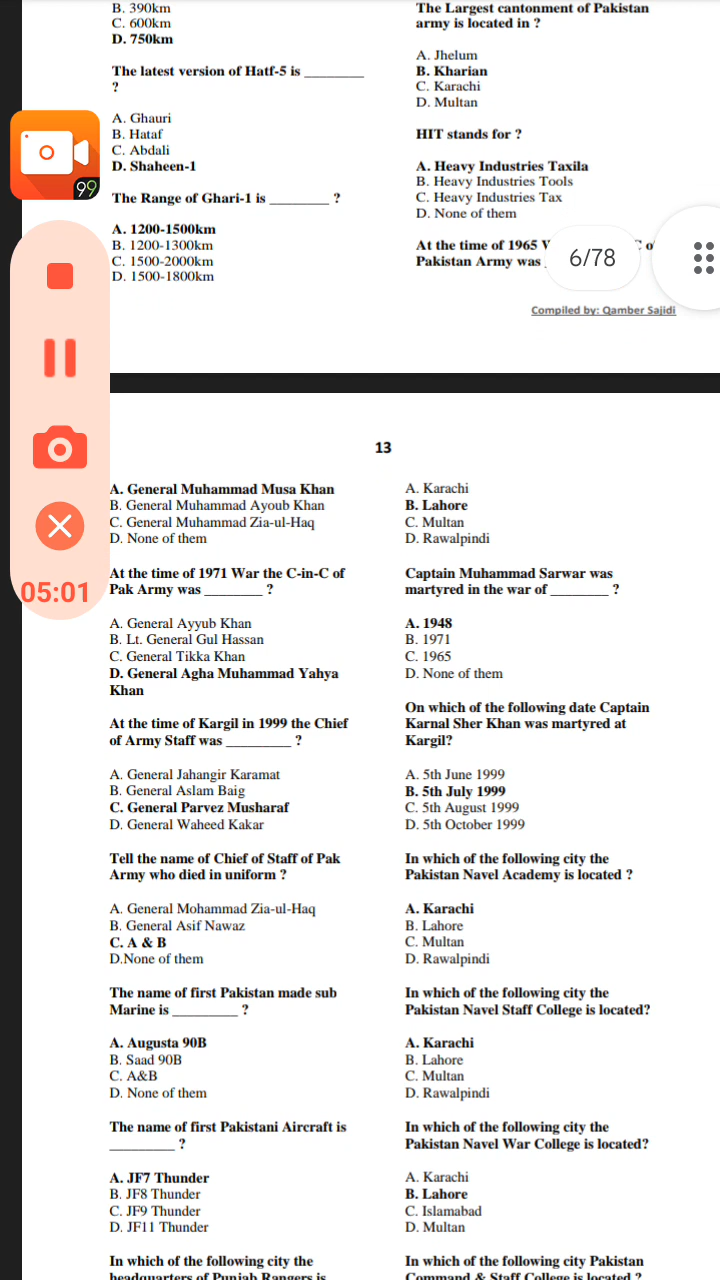 B. 390km
C. 600km
D. 750km
The latest version of Hatf-5 is ________
?
A. Ghauri
B. Hataf
C. Abdali
D. Shaheen-1
The Range of Ghari-1 is ________ ?
A. 1200-1500km
B. 1200-1300km
C. 1500-2000km
D. 1500-1800km
The Largest cantonment of Pakistan
army is located in ?
A. Jhelum
B. Kharian
C. Karachi
D. Multan
HIT stands for ?
A. Heavy Industries Taxila
B. Heavy Industries Tools
C. Heavy Industries Tax
D. None of them
At the time of 1965
Pakistan Army was
6/78
Compiled by: Qamber Sajidi
99
05:01
13
A. General Muhammad Musa Khan
B. General Muhammad Ayoub Khan
C. General Muhammad Zia-ul-Haq
D. None of them
At the time of 1971 War the C-in-C of
Pak Army was ________ ?
A. General Ayyub Khan
B. Lt. General Gul Hassan
C. General Tikka Khan
D. General Agha Muhammad Yahya
Khan
At the time of Kargil in 1999 the Chief
of Army Staff was _________ ?
A. General Jahangir Karamat
B. General Aslam Baig
C. General Parvez Musharaf
D. General Waheed Kakar
Tell the name of Chief of Staff of Pak
Army who died in uniform ?
A. General Mohammad Zia-ul-Haq
B. General Asif Nawaz
C. A & B
D.None of them
The name of first Pakistan made sub
Marine is _________ ?
A. Augusta 90B
B. Saad 90B
C. A&B
D. None of them
The name of first Pakistani Aircraft is
_________ ?
A. JF7 Thunder
B. JF8 Thunder
C. JF9 Thunder
D. JF11 Thunder
In which of the following city the
headquarters of Punjab Rangers is
A. Karachi
B. Lahore
C. Multan
D. Rawalpindi
Captain Muhammad Sarwar was
martyred in the war of ________ ?
A. 1948
B. 1971
C. 1965
D. None of them
On which of the following date Captain
Karnal Sher Khan was martyred at
Kargil?
A. 5th June 1999
B. 5th July 1999
C. 5th August 1999
D. 5th October 1999
In which of the following city the
Pakistan Navel Academy is located ?
A. Karachi
B. Lahore
C. Multan
D. Rawalpindi
In which of the following city the
Pakistan Navel Staff College is located?
A. Karachi
B. Lahore
C. Multan
D. Rawalpindi
In which of the following city the
Pakistan Navel War College is located?
A. Karachi
B. Lahore
C. Islamabad
D. Multan
In which of the following city Pakistan
Command & Staff College is located ?